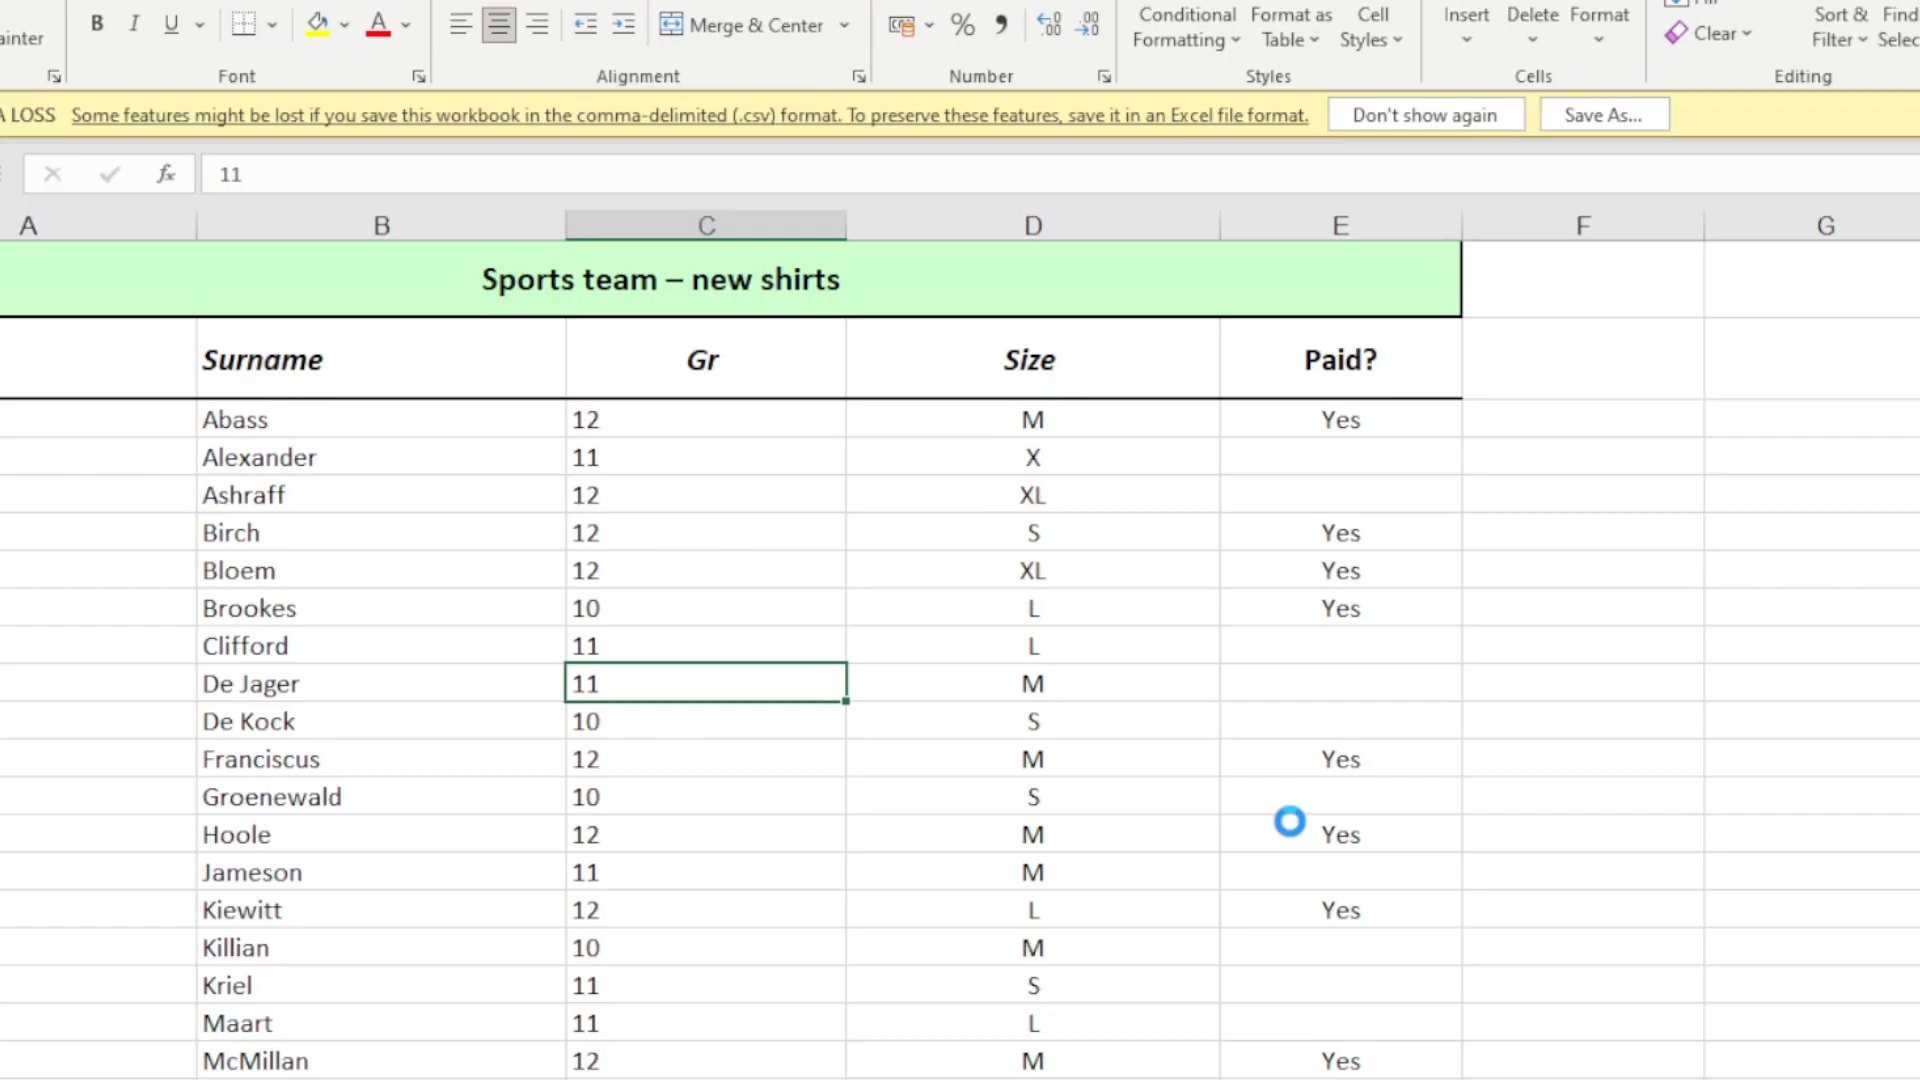 ainter
B I U
A
Merge & Center
%
Conditional Formatting
Format as Table
Cell Styles
Insert
Delete
Format
Clear
Sort & Filter
Find
Selec
Font
Alignment
Number
Styles
Cells
Editing
A LOSS Some features might be lost if you save this workbook in the comma-delimited (.csv) format. To preserve these features, save it in an Excel file format. Don't show again Save As...
fx 11
A B C D E F G
Sports team – new shirts
Surname Gr Size Paid?
Abass 12 M Yes
Alexander 11 X
Ashraff 12 XL
Birch 12 S Yes
Bloem 12 XL Yes
Brookes 10 L Yes
Clifford 11 L
De Jager 11 M
De Kock 10 S
Franciscus 12 M Yes
Groenewald 10 S
Hoole 12 M Yes
Jameson 11 M
Kiewitt 12 L Yes
Killian 10 M
Kriel 11 S
Maart 11 L
McMillan 12 M Yes